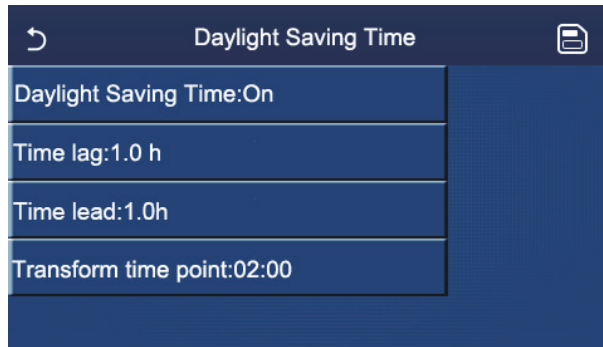 Daylight Saving Time
Daylight Saving Time:On
Time lag:1.0 h
Time lead:1.0h
Transform time point:02:00